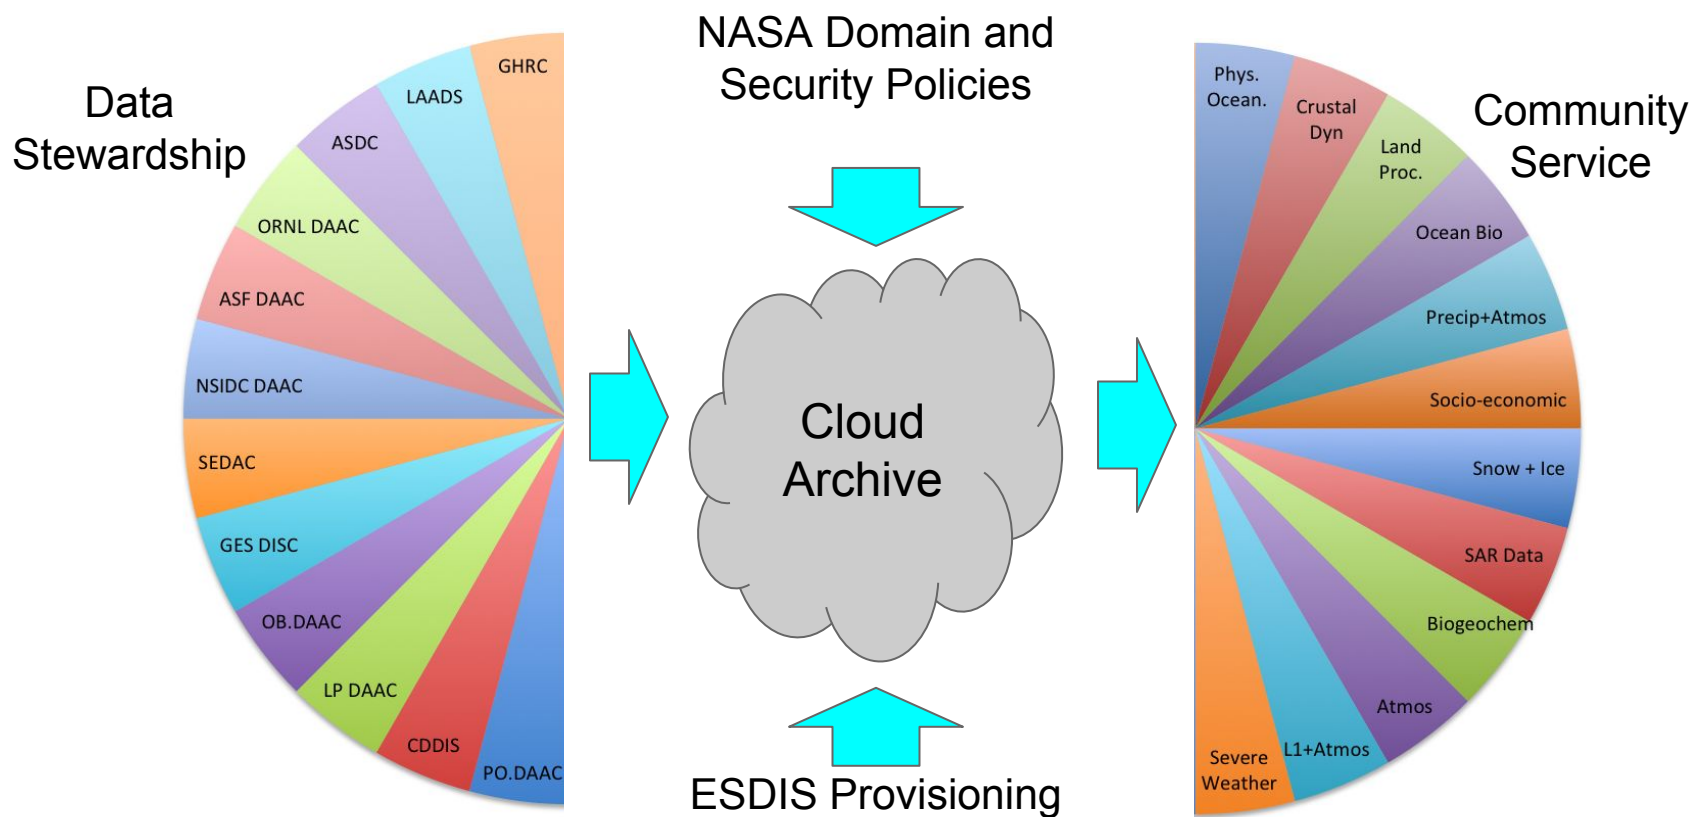 Data
Stewardship
GHRC
LAADS
ASDC
ORNL DAAC
ASF DAAC
NSIDC DAAC
SEDAC
GES DISC
OB.DAAC
LP DAAC
CDDIS
PO.DAAC
NASA Domain and
Security Policies
Cloud
Archive
ESDIS Provisioning
Community
Service
Phys.
Ocean.
Crustal
Dyn
Land
Proc.
Ocean Bio
Precip+Atmos
Socio-economic
Snow + Ice
SAR Data
Biogeochem
Atmos
L1+Atmos
Severe
Weather